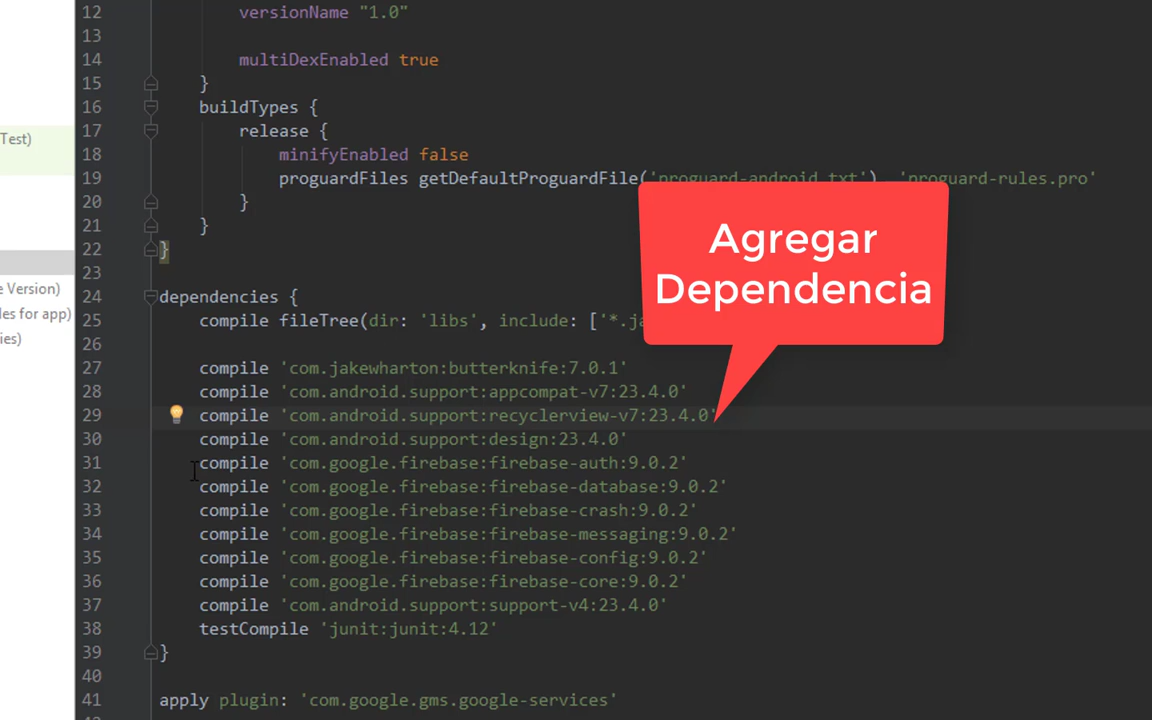 12 versionName "1.0"
13
14 multiDexEnabled true
15 }
16 buildTypes {
17 release {
18 minifyEnabled false
19 proguardFiles getDefaultProguardFile('proguard-android.txt'), 'proguard-rules.pro'
20 }
21 }
22 }
23
24 dependencies {
25 compile fileTree(dir: 'libs', include: ['*.ja
26
27 compile 'com.jakewharton:butterknife:7.0.1'
28 compile 'com.android.support:appcompat-v7:23.4.0'
29 compile 'com.android.support:recyclerview-v7:23.4.0'
30 compile 'com.android.support:design:23.4.0'
31 compile 'com.google.firebase:firebase-auth:9.0.2'
32 compile 'com.google.firebase:firebase-database:9.0.2'
33 compile 'com.google.firebase:firebase-crash:9.0.2'
34 compile 'com.google.firebase:firebase-messaging:9.0.2'
35 compile 'com.google.firebase:firebase-config:9.0.2'
36 compile 'com.google.firebase:firebase-core:9.0.2'
37 compile 'com.android.support:support-v4:23.4.0'
38 testCompile 'junit:junit:4.12'
39 }
40
41 apply plugin: 'com.google.gms.google-services'
Agregar
Dependencia
Test)
e Version)
les for app)
ies)